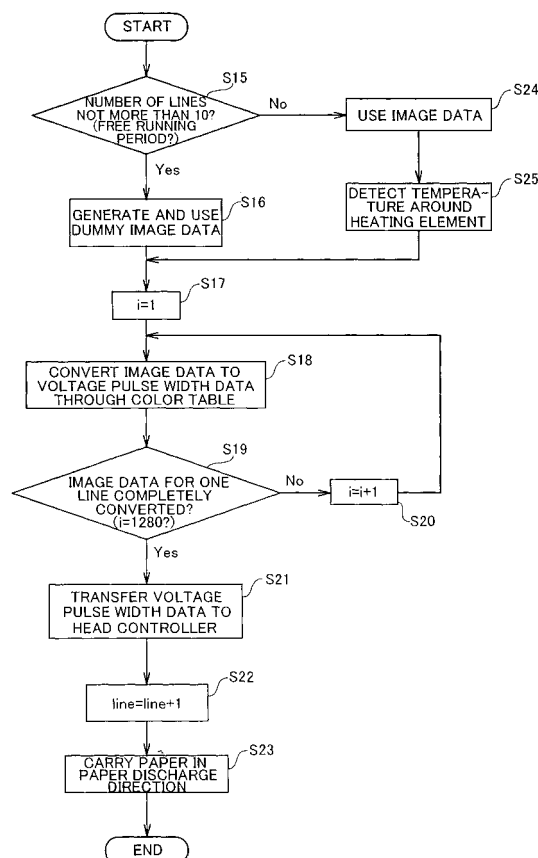 START
S15
NUMBER OF LINES
NOT MORE THAN 10?
(FREE RUNNING
PERIOD?)
No
S24
USE IMAGE DATA
Yes
S16
GENERATE AND USE
DUMMY IMAGE DATA
S25
DETECT TEMPERA-
TURE AROUND
HEATING ELEMENT
S17
i=1
S18
CONVERT IMAGE DATA TO
VOLTAGE PULSE WIDTH DATA
THROUGH COLOR TABLE
S19
IMAGE DATA FOR ONE
LINE COMPLETELY
CONVERTED?
(i=1280?)
No
i=i+1
S20
Yes
S21
TRANSFER VOLTAGE
PULSE WIDTH DATA TO
HEAD CONTROLLER
S22
line=line+1
S23
CARRY PAPER IN
PAPER DISCHARGE
DIRECTION
END